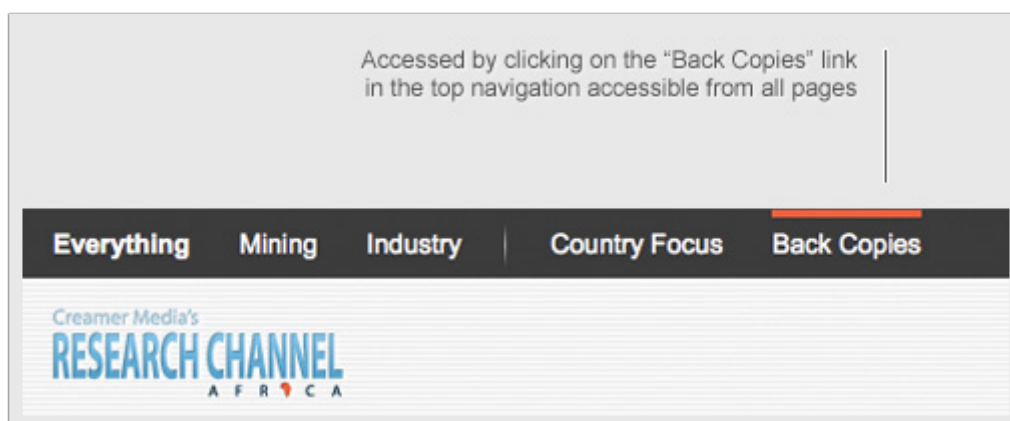 Accessed by clicking on the “Back Copies” link
in the top navigation accessible from all pages
Everything Mining Industry Country Focus Back Copies
Creamer Media's
RESEARCH CHANNEL
AFRICA